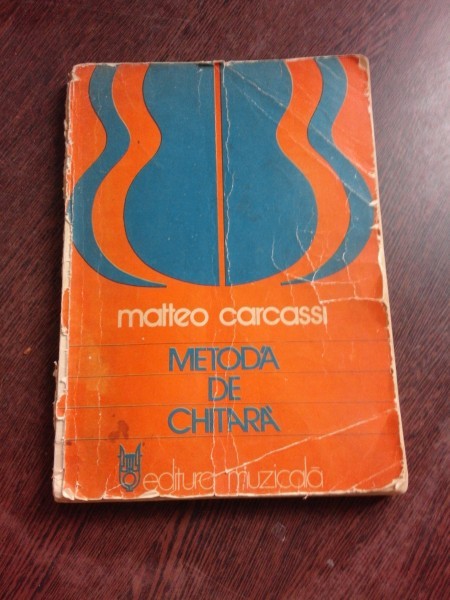 matteo carcassi
METODĂ
DE
CHITARĂ
editura muzicală